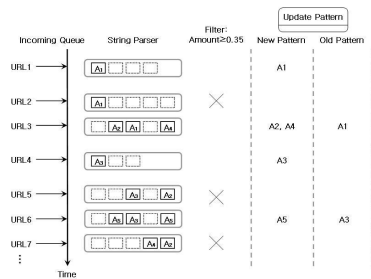 Update Pattern
Filter:
Incoming Queue String Parser Amount≥0.35 New Pattern Old Pattern
URL1 A1 A1
URL2 A1
URL3 A2 A1 A4 A2, A4 A1
URL4 A3 A3
URL5 A3 A2
URL6 A5 A3 A5 A5 A3
URL7 A4 A2
⋮
Time